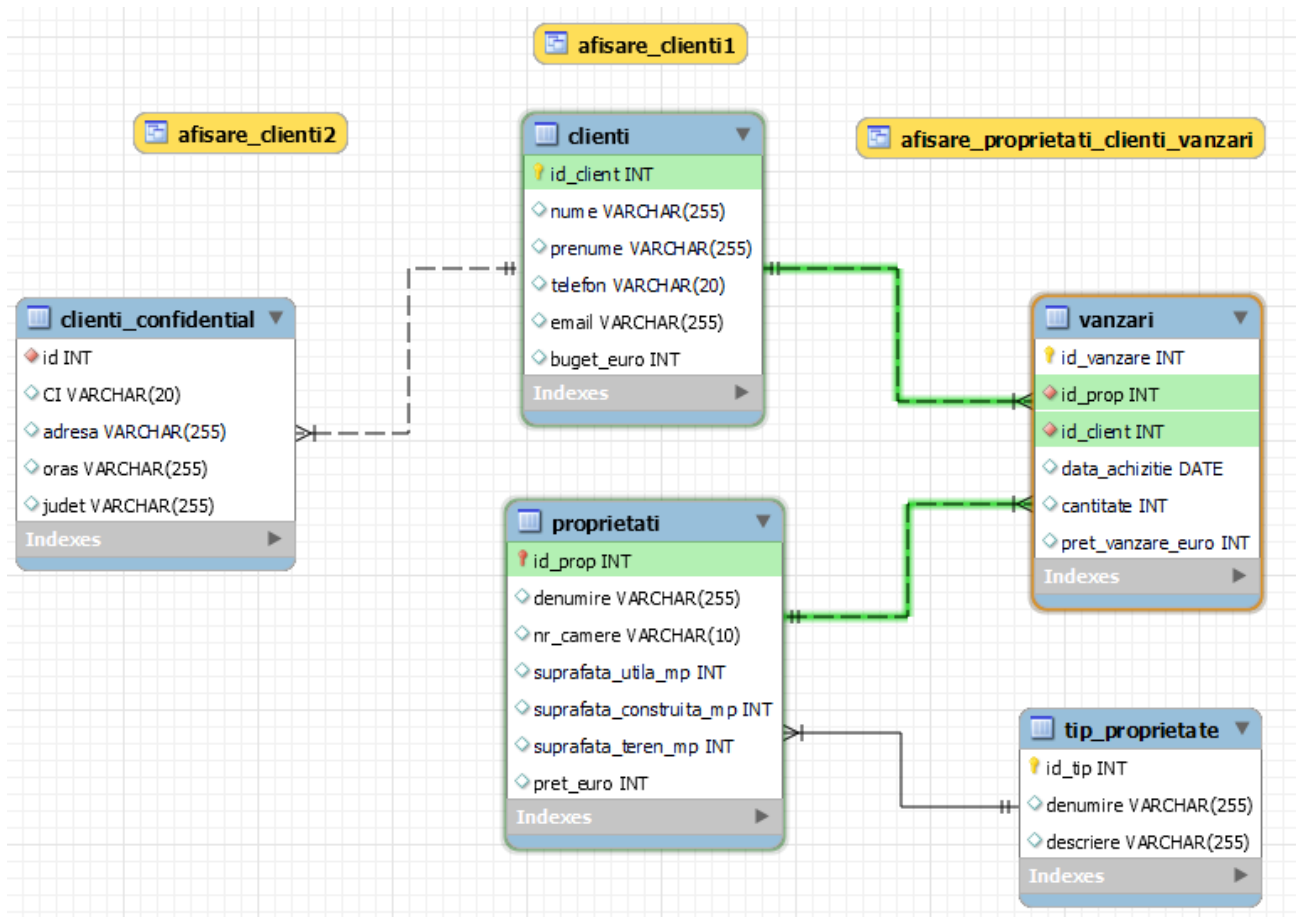 afisare_clienti1
afisare_clienti2
afisare_proprietati_clienti_vanzari
clienti
id_client INT
nume VARCHAR(255)
prenume VARCHAR(255)
telefon VARCHAR(20)
email VARCHAR(255)
buget_euro INT
Indexes
clienti_confidential
id INT
CI VARCHAR(20)
adresa VARCHAR(255)
oras VARCHAR(255)
judet VARCHAR(255)
Indexes
vanzari
id_vanzare INT
id_prop INT
id_client INT
data_achizitie DATE
cantitate INT
pret_vanzare_euro INT
Indexes
proprietati
id_prop INT
denumire VARCHAR(255)
nr_camere VARCHAR(10)
suprafata_utila_mp INT
suprafata_construita_mp INT
suprafata_teren_mp INT
pret_euro INT
Indexes
tip_proprietate
id_tip INT
denumire VARCHAR(255)
descriere VARCHAR(255)
Indexes